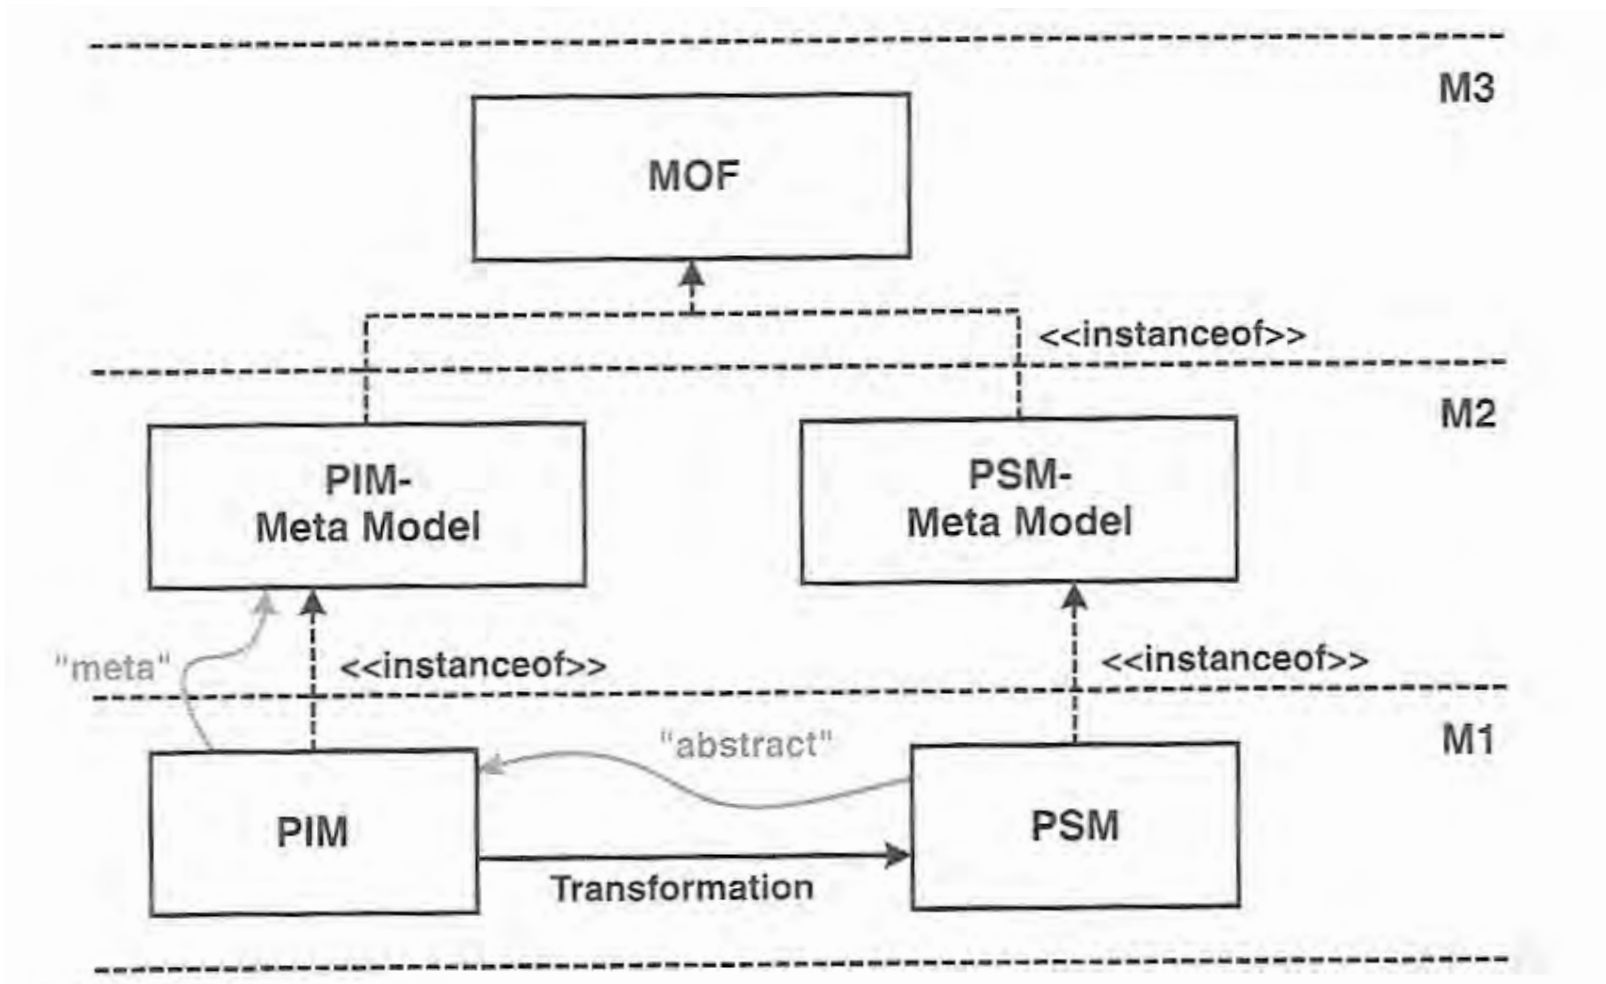 M3
MOF
<<instanceof>>
M2
PIM-
Meta Model
PSM-
Meta Model
"meta"
<<instanceof>>
<<instanceof>>
"abstract"
M1
PIM
PSM
Transformation